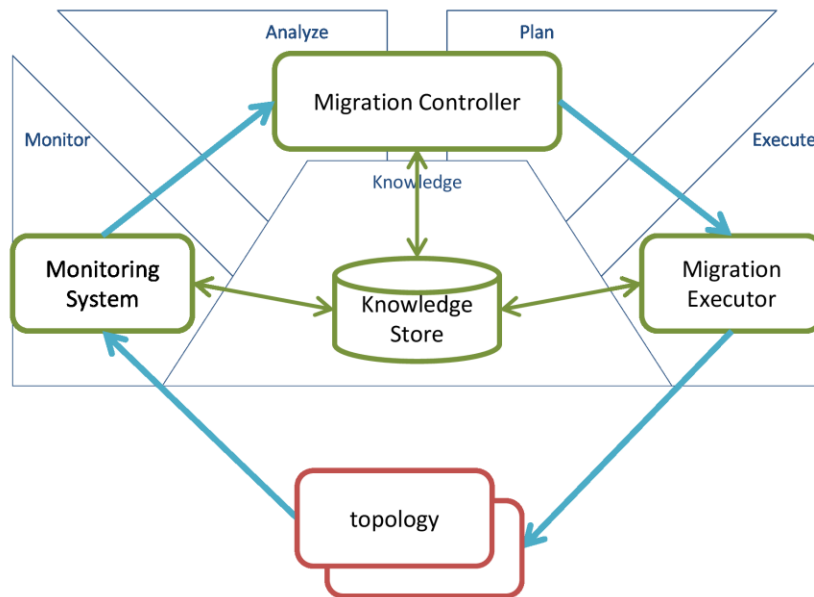 Analyze
Plan
Migration Controller
Monitor
Execute
Knowledge
Monitoring
System
Knowledge
Store
Migration
Executor
topology